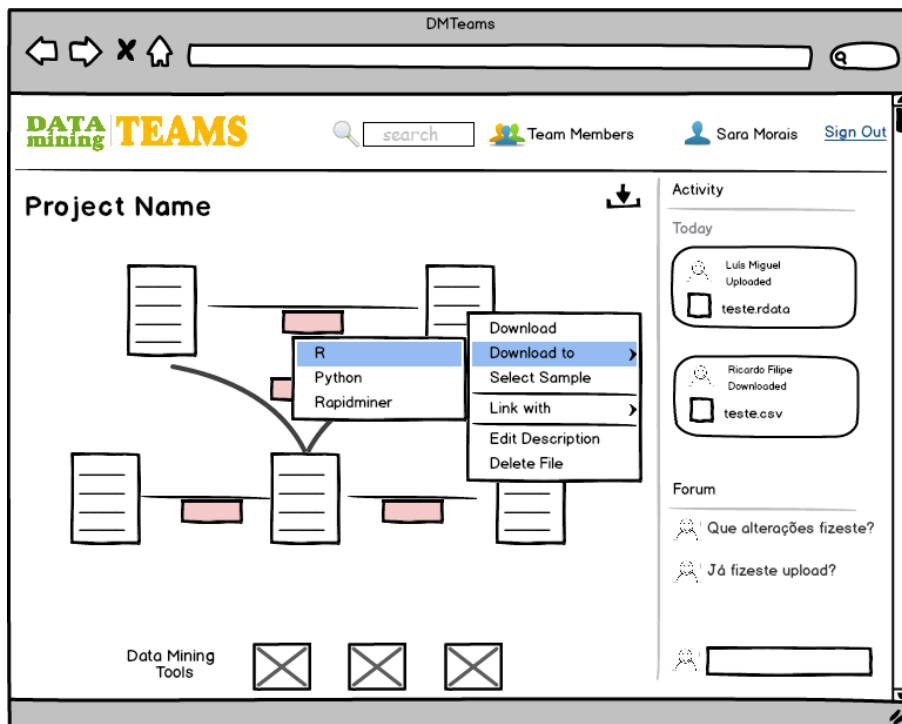 DMTeams
DATA mining TEAMS
search
Team Members
Sara Morais
Sign Out
Project Name
Activity
Today
Luís Miguel
Uploaded
teste.rdata
Ricardo Filipe
Downloaded
teste.csv
Download
Download to
Select Sample
Link with
Edit Description
Delete File
R
Python
Rapidminer
Forum
Que alterações fizeste?
Já fizeste upload?
Data Mining
Tools